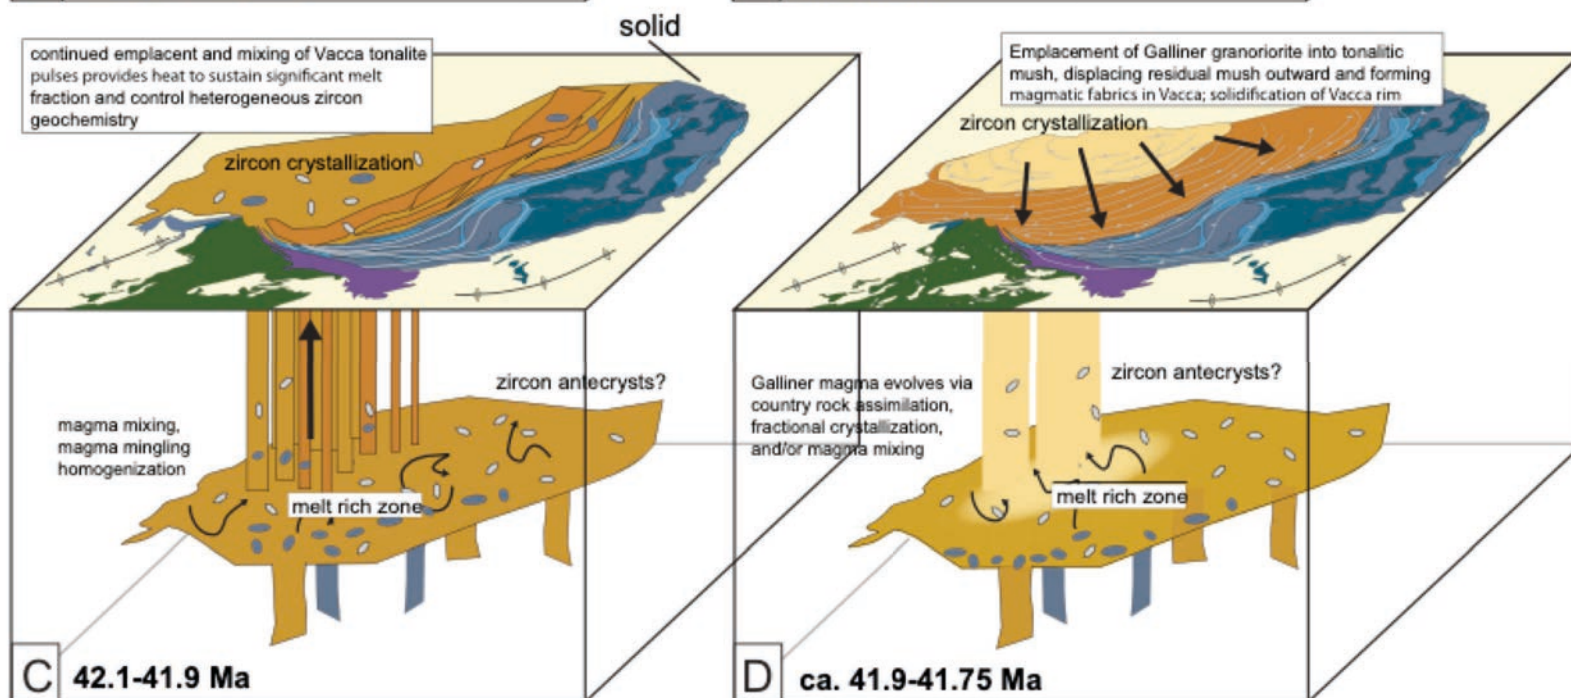 solid
continued emplacent and mixing of Vacca tonalite
pulses provides heat to sustain significant melt
fraction and control heterogeneous zircon
geochemistry
zircon crystallization
zircon antecrysts?
magma mixing,
magma mingling
homogenization
melt rich zone
C
42.1-41.9 Ma
Emplacement of Galliner granoriorite into tonalitic
mush, displacing residual mush outward and forming
magmatic fabrics in Vacca; solidification of Vacca rim
zircon crystallization
Galliner magma evolves via
country rock assimilation,
fractional crystallization,
and/or magma mixing
zircon antecrysts?
melt rich zone
D
ca. 41.9-41.75 Ma